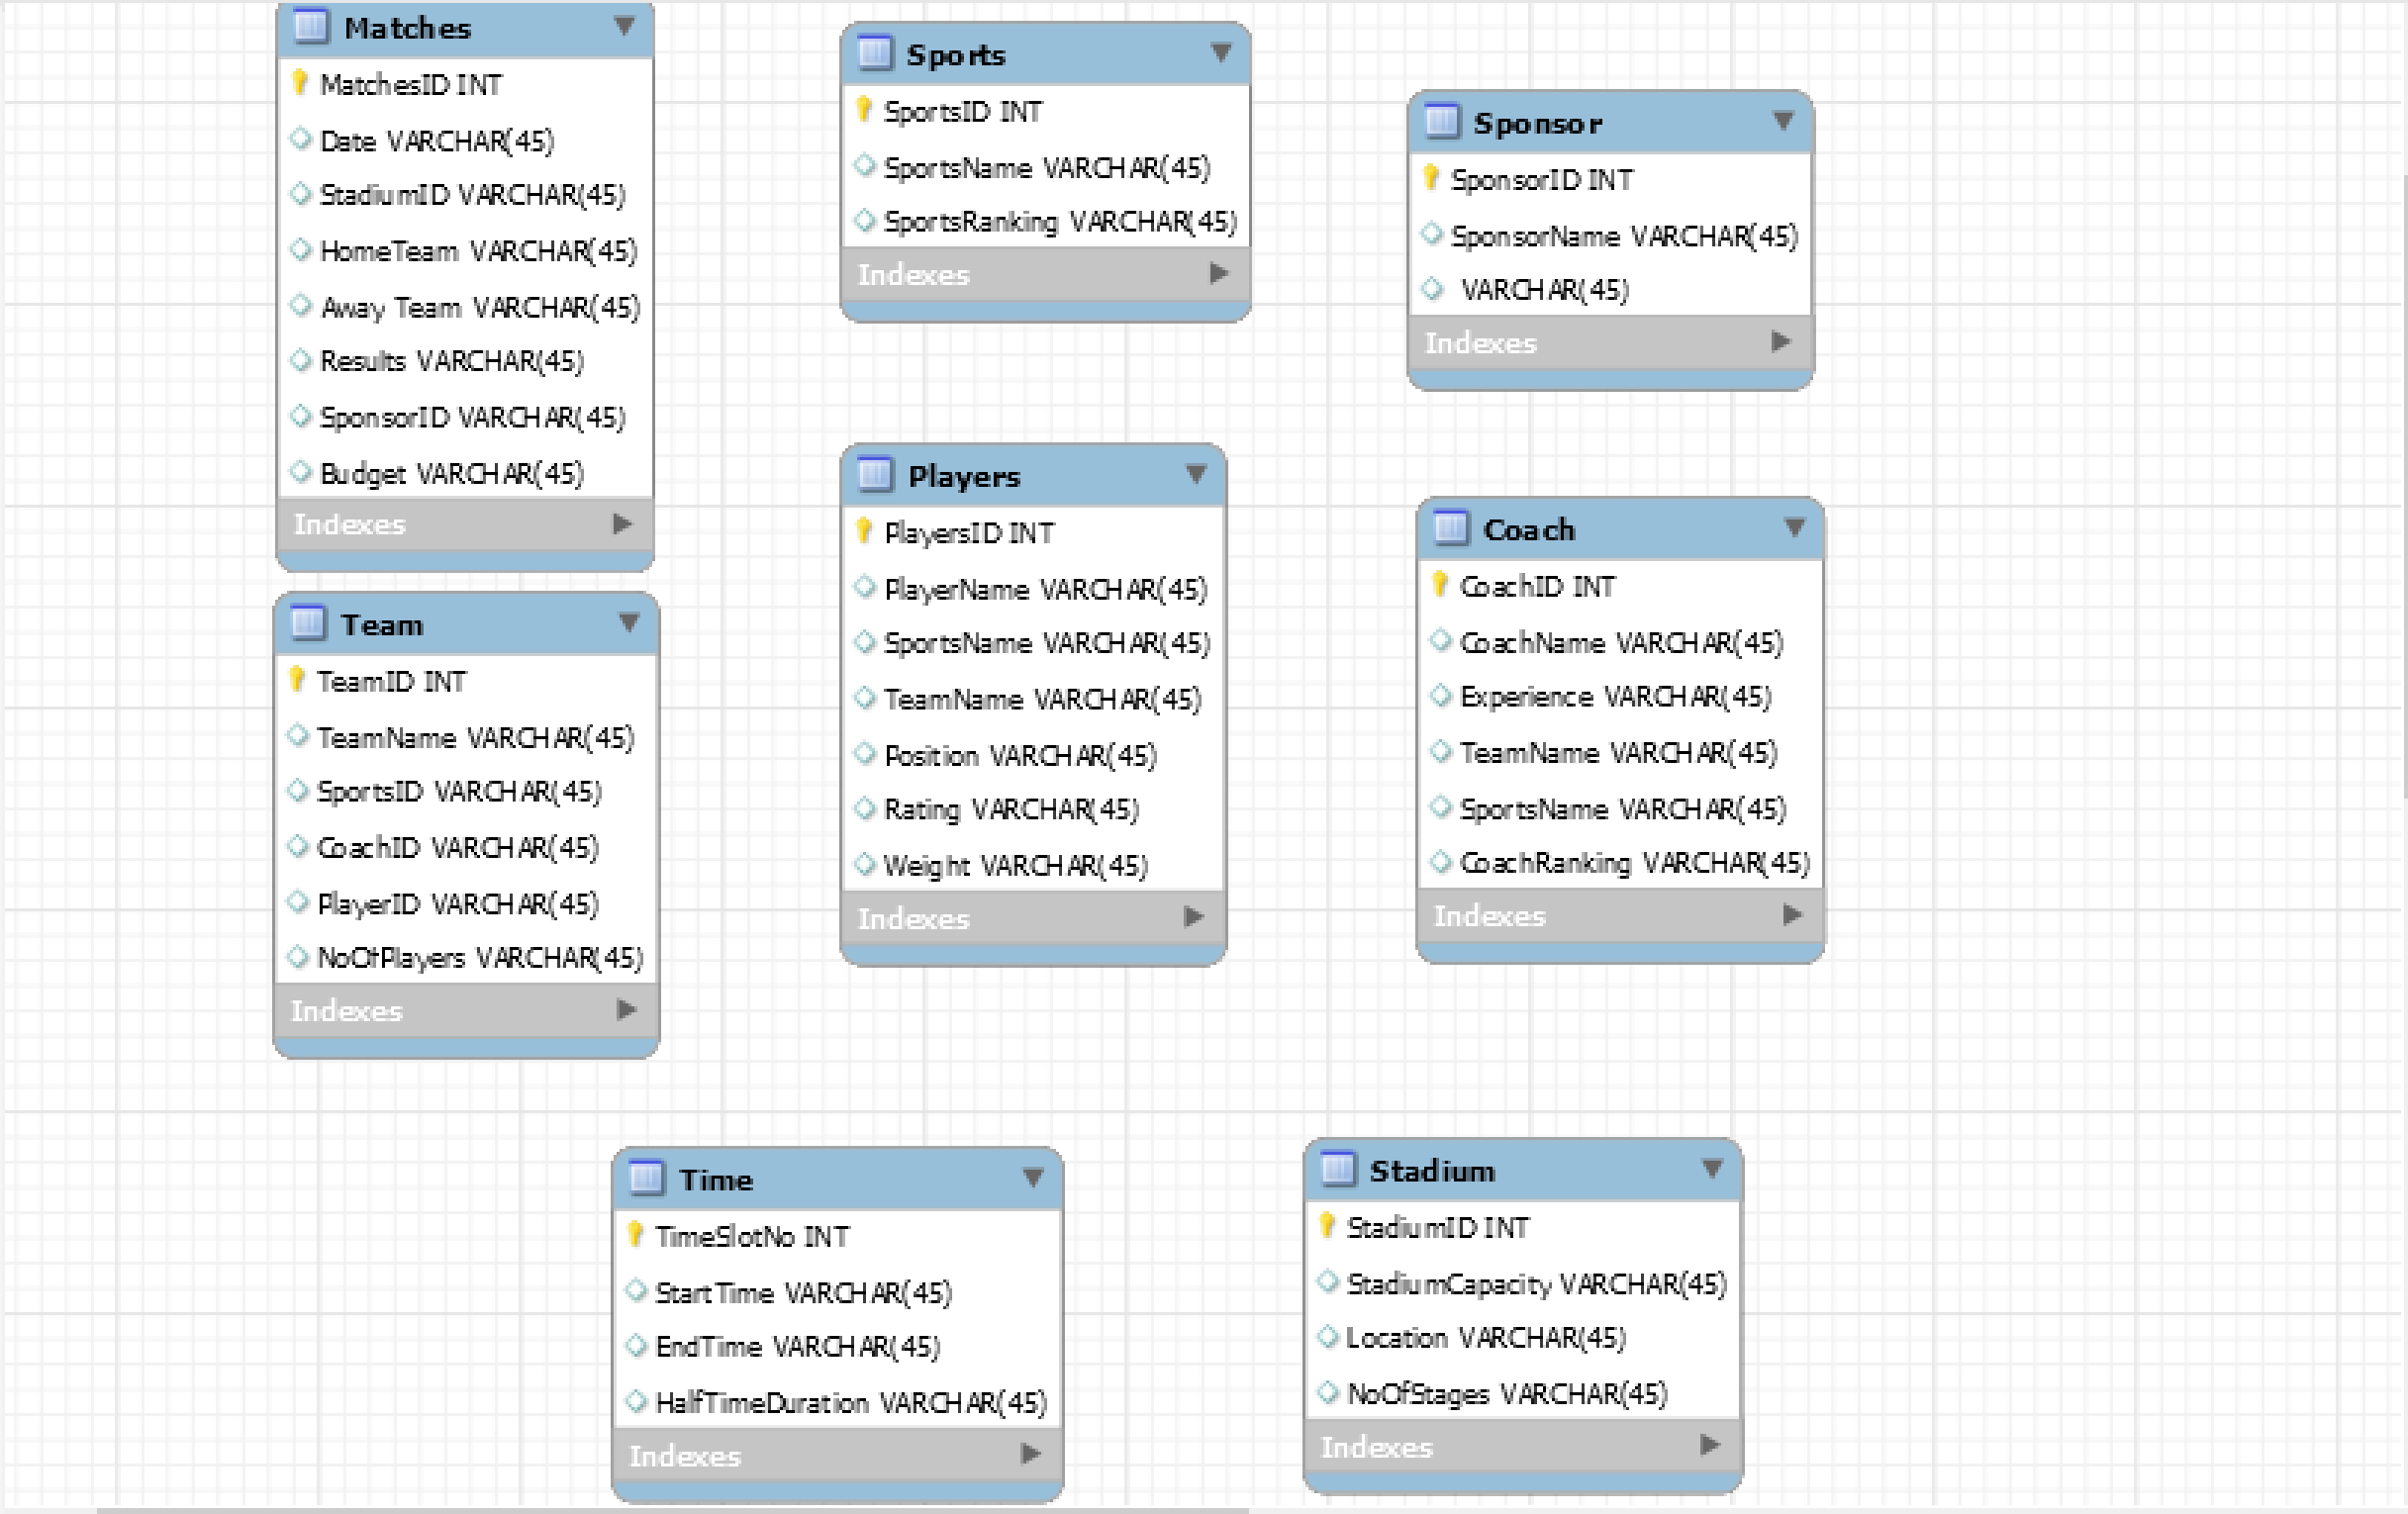 Matches
MatchesID INT
Date VARCHAR(45)
StadiumID VARCHAR(45)
HomeTeam VARCHAR(45)
Away Team VARCHAR(45)
Results VARCHAR(45)
SponsorID VARCHAR(45)
Budget VARCHAR(45)
Indexes
Sports
SportsID INT
SportsName VARCHAR(45)
SportsRanking VARCHAR(45)
Indexes
Sponsor
SponsorID INT
SponsorName VARCHAR(45)
VARCHAR(45)
Indexes
Team
TeamID INT
TeamName VARCHAR(45)
SportsID VARCHAR(45)
CoachID VARCHAR(45)
PlayerID VARCHAR(45)
NoOfPlayers VARCHAR(45)
Indexes
Players
PlayersID INT
PlayerName VARCHAR(45)
SportsName VARCHAR(45)
TeamName VARCHAR(45)
Position VARCHAR(45)
Rating VARCHAR(45)
Weight VARCHAR(45)
Indexes
Coach
CoachID INT
CoachName VARCHAR(45)
Experience VARCHAR(45)
TeamName VARCHAR(45)
SportsName VARCHAR(45)
CoachRanking VARCHAR(45)
Indexes
Time
TimeSlotNo INT
StartTime VARCHAR(45)
EndTime VARCHAR(45)
HalfTimeDuration VARCHAR(45)
Indexes
Stadium
StadiumID INT
StadiumCapacity VARCHAR(45)
Location VARCHAR(45)
NoOfStages VARCHAR(45)
Indexes